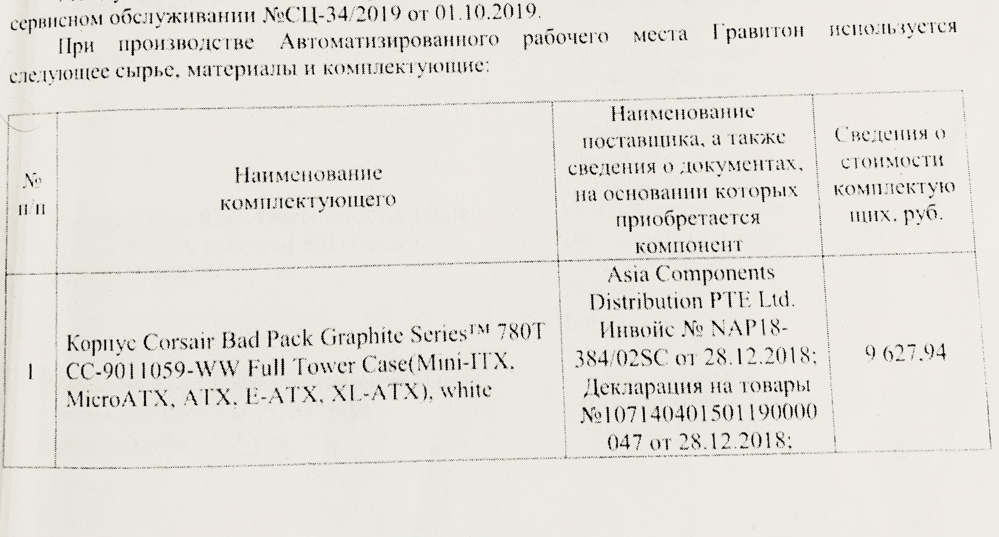 сервисном обслуживании №СЦ-34/2019 от 01.10.2019.
При производстве Автоматизированного рабочего места Гравитон используется
следующее сырье, материалы и комплектующие:
№
п/п
Наименование
комплектующего
Наименование
поставщика, а также
сведения о документах,
на основании которых
приобретается
компонент
Сведения о
стоимости
комплектую
щих, руб.
1
Корпус Corsair Bad Pack Graphite Series™ 780T
CC-9011059-WW Full Tower Case(Mini-ITX,
MicroATX, ATX, E-ATX, XL-ATX), white
Asia Components
Distribution PTE Ltd.
Инвойс № NAP18-
384/02SC от 28.12.2018;
Декларация на товары
№107140401501190000
047 от 28.12.2018;
9 627.94